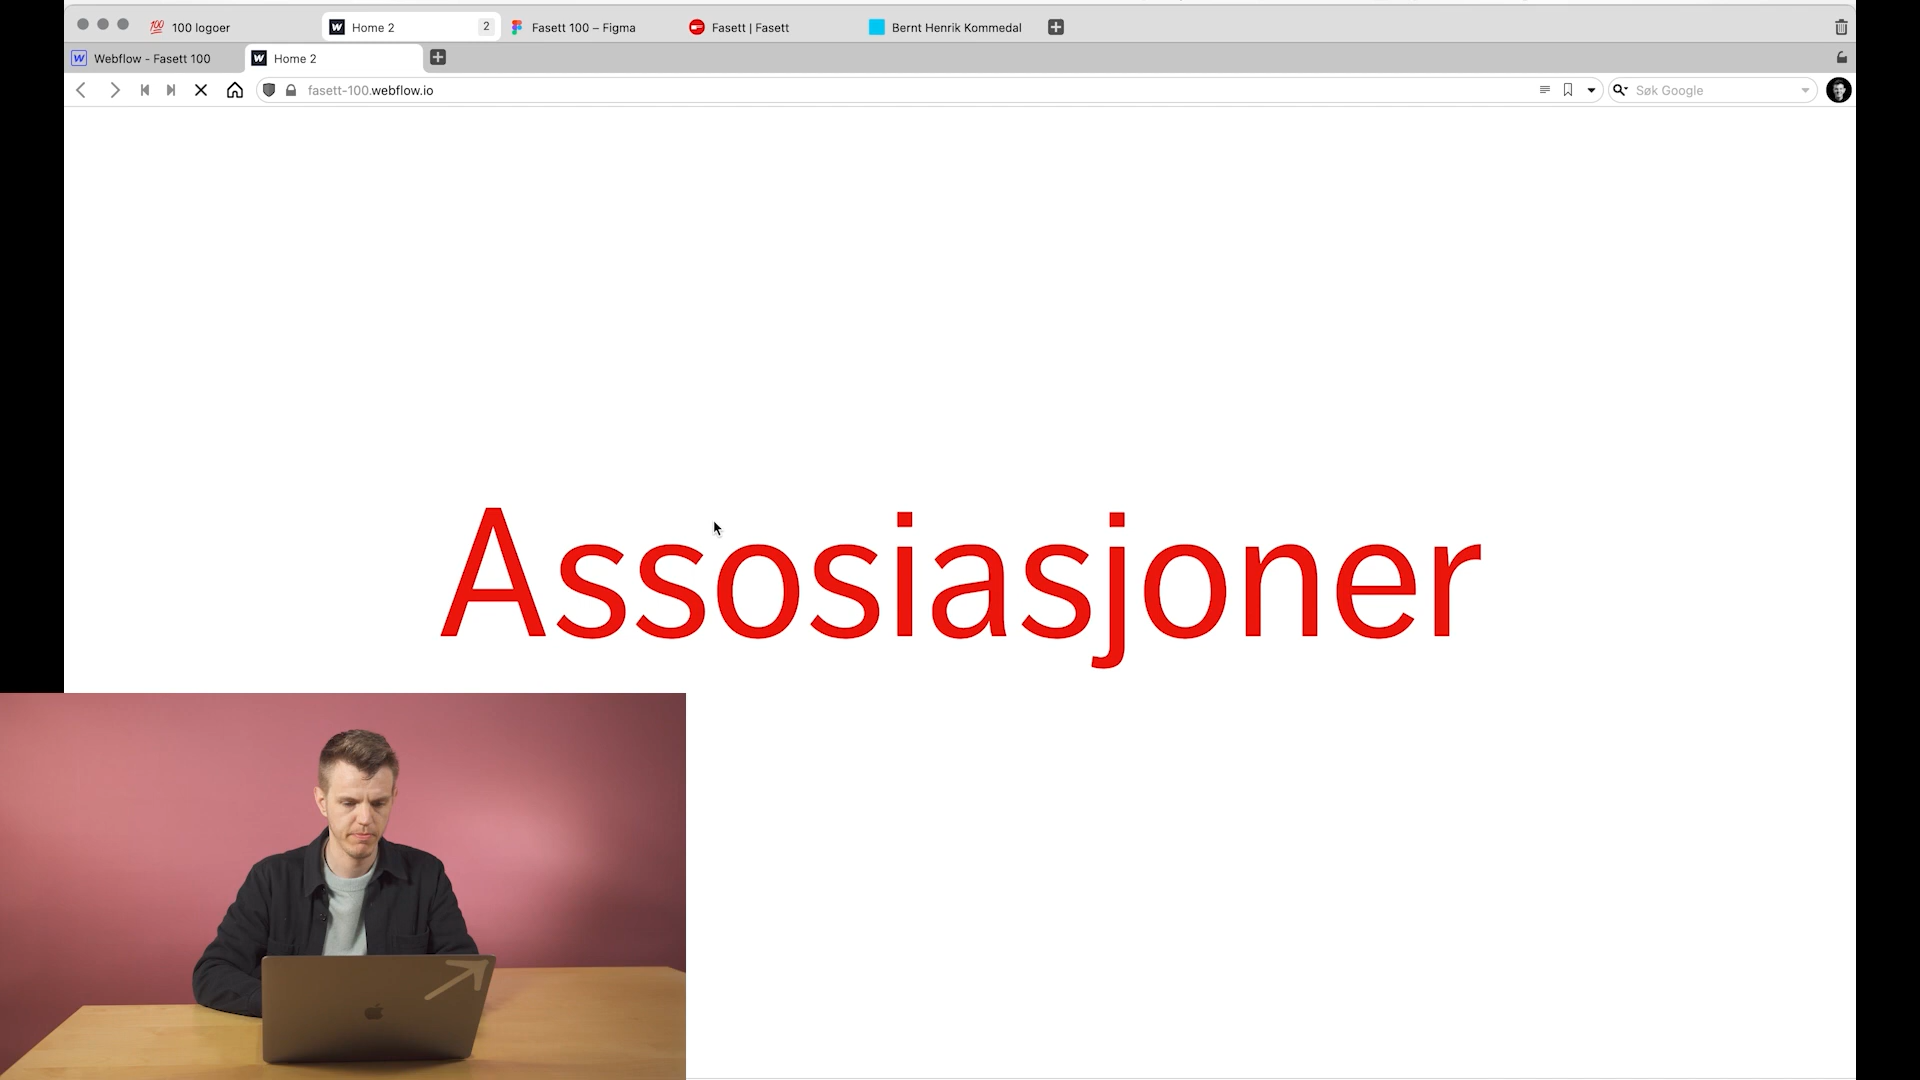 100 100 logoer
W Home 2 2
Fasett 100 – Figma
Fasett | Fasett
Bernt Henrik Kommedal
W Webflow - Fasett 100
W Home 2
fasett-100.webflow.io
Søk Google
Assosiasjoner